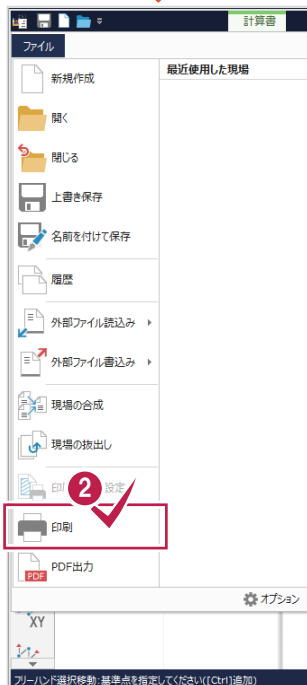 計算書
ファイル
最近使用した現場
新規作成
開く
閉じる
上書き保存
名前を付けて保存
履歴
外部ファイル読込み
外部ファイル書込み
現場の合成
現場の抜出し
印 2 設定
印刷
PDF
PDF出力
オプション
XY
フリーハンド選択移動:基準点を指定してください([Ctrl]追加)